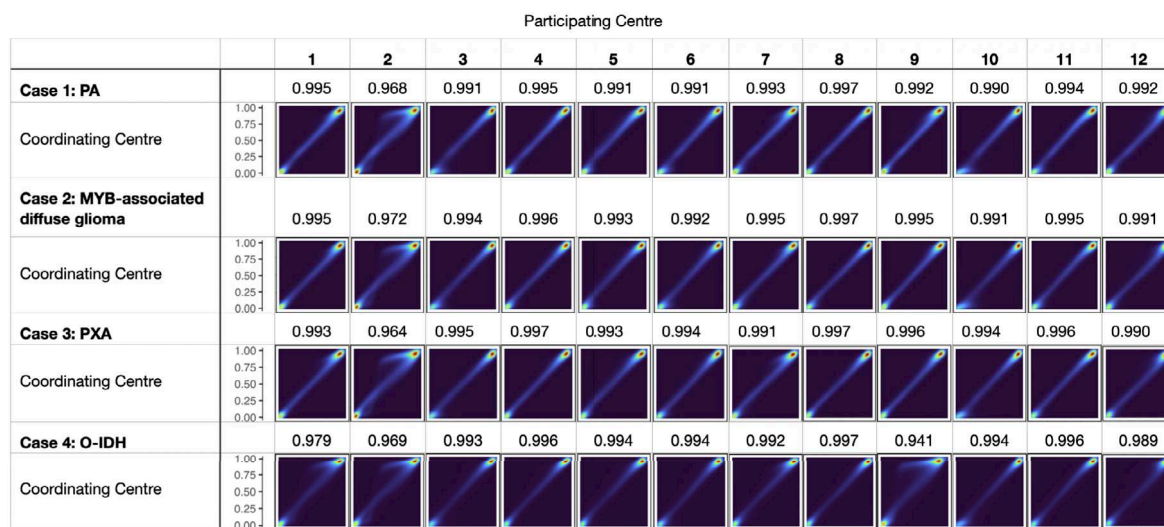 Participating Centre
1 2 3 4 5 6 7 8 9 10 11 12
Case 1: PA 0.995 0.968 0.991 0.995 0.991 0.991 0.993 0.997 0.992 0.990 0.994 0.992
Coordinating Centre
1.00
0.75
0.50
0.25
0.00
Case 2: MYB-associated
diffuse glioma 0.995 0.972 0.994 0.996 0.993 0.992 0.995 0.997 0.995 0.991 0.995 0.991
Coordinating Centre
1.00
0.75
0.50
0.25
0.00
Case 3: PXA 0.993 0.964 0.995 0.997 0.993 0.994 0.991 0.997 0.996 0.994 0.996 0.990
Coordinating Centre
1.00
0.75
0.50
0.25
0.00
Case 4: O-IDH 0.979 0.969 0.993 0.996 0.994 0.994 0.992 0.997 0.941 0.994 0.996 0.989
Coordinating Centre
1.00
0.75
0.50
0.25
0.00